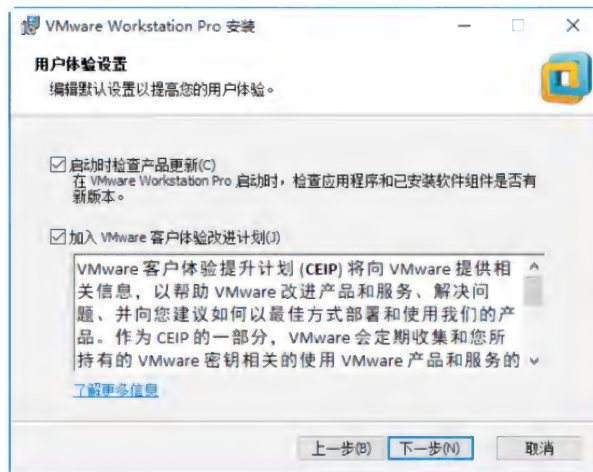 VMware Workstation Pro 安装
用户体验设置
编辑默认设置以提高您的用户体验。
启动时检查产品更新(C)
在 VMware Workstation Pro 启动时，检查应用程序和已安装软件组件是否有
新版本。
加入 VMware 客户体验改进计划(J)
VMware 客户体验提升计划 (CEIP) 将向 VMware 提供相
关信息，以帮助 VMware 改进产品和服务、解决问
题、并向您建议如何以最佳方式部署和使用我们的产
品。作为 CEIP 的一部分，VMware 会定期收集和您所
持有的 VMware 密钥相关的使用 VMware 产品和服务的
了解更多信息
上一步(B) 下一步(N) 取消